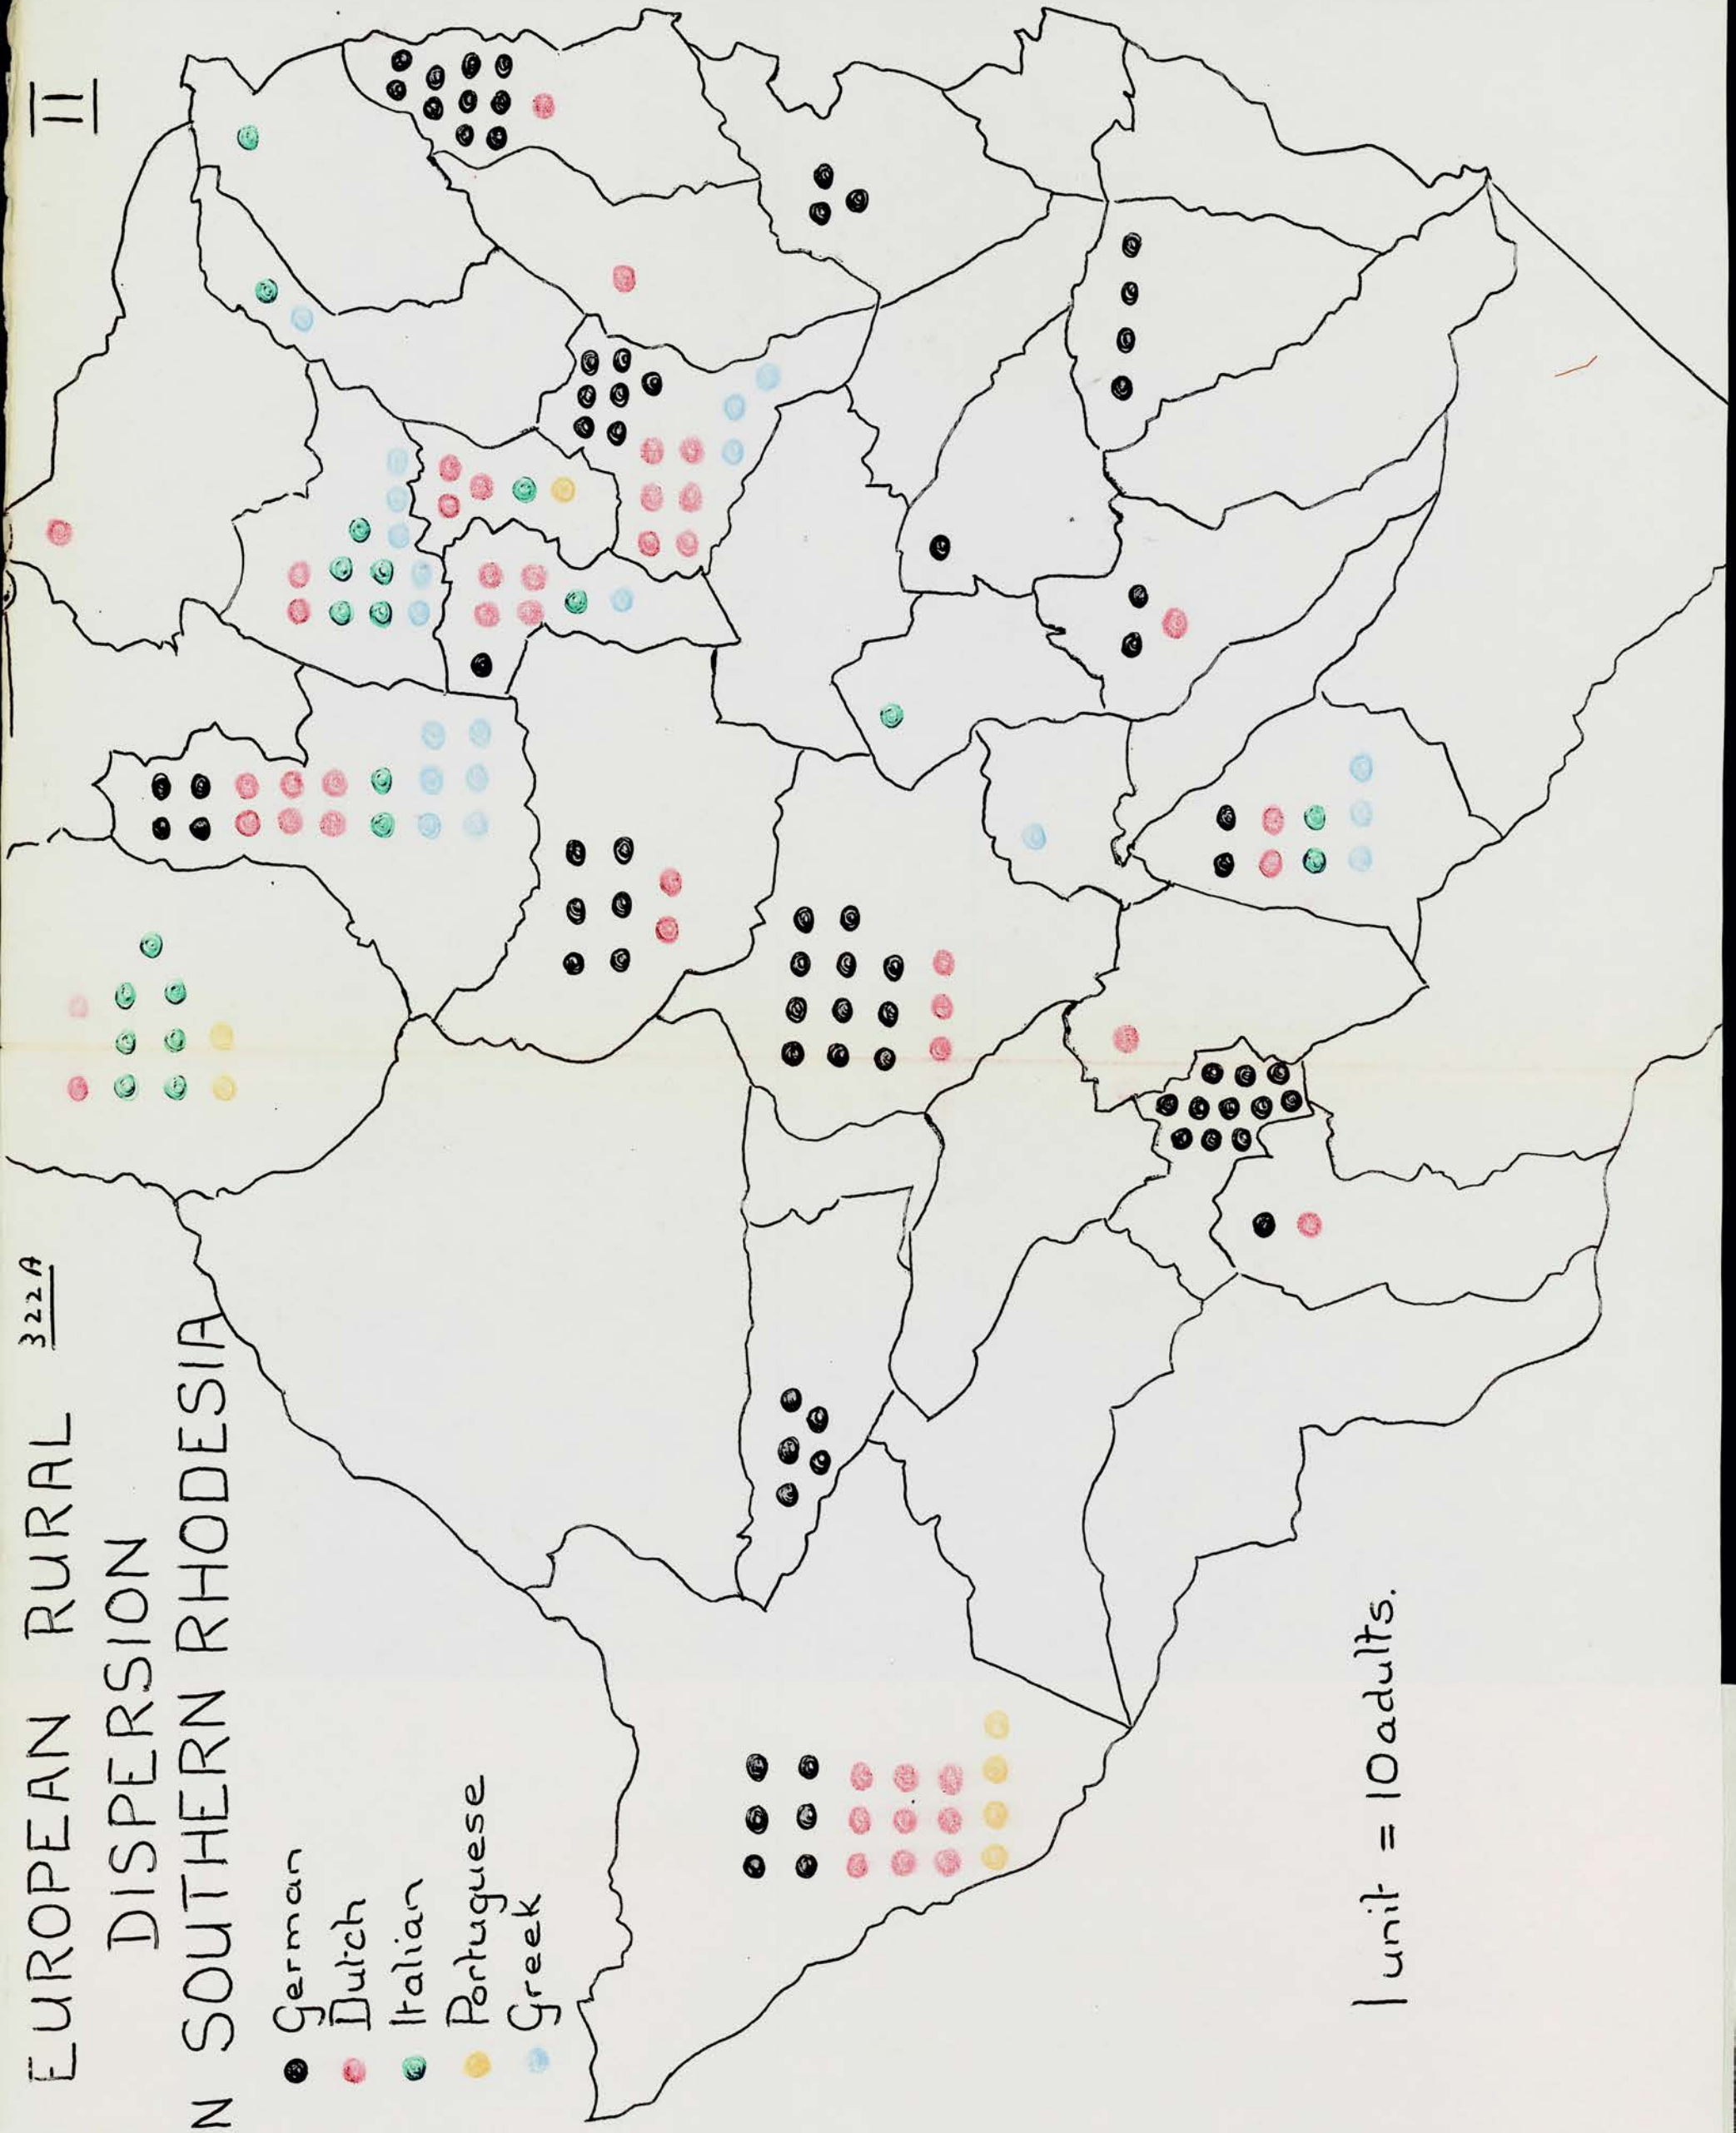 II
EUROPEAN RURAL 322A
DISPERSION
N SOUTHERN RHODESIA
German
Dutch
Italian
Portuguese
Greek
1 unit = 10 adults.